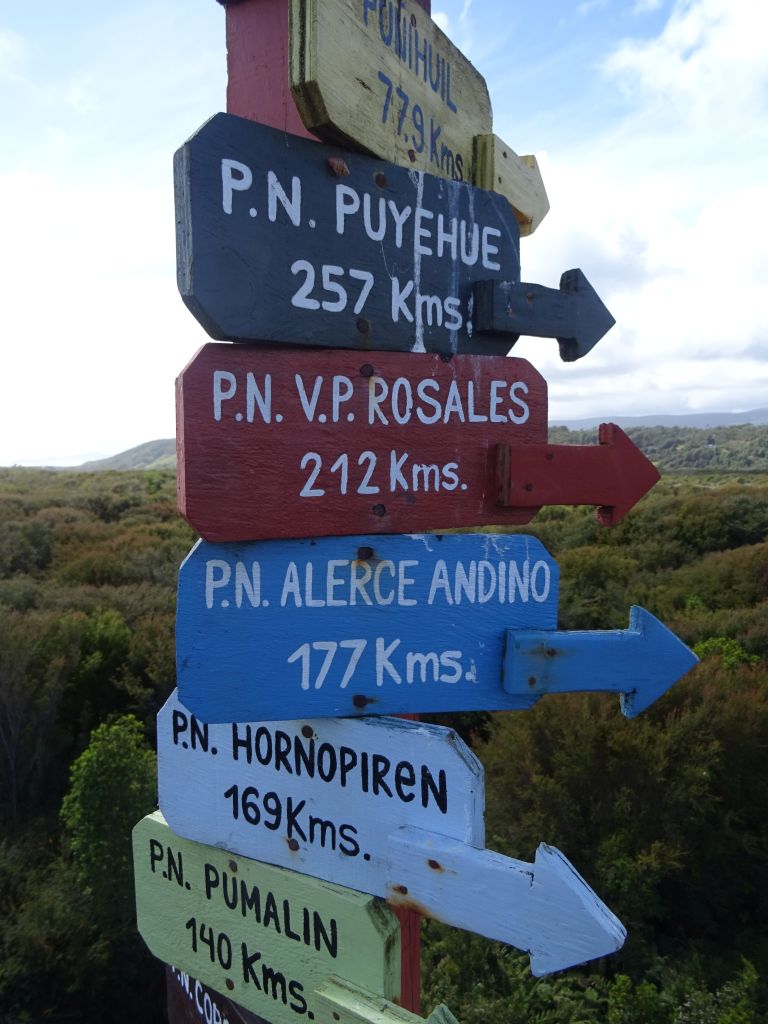 PUÑIHUIL
77.9 Kms.
P.N. PUYEHUE
257 Kms.
P.N. V.P. ROSALES
212 Kms.
P.N. ALERCE ANDINO
177 Kms.
P.N. HORNOPIREN
169 Kms.
P.N. PUMALIN
140 Kms.
P.N.